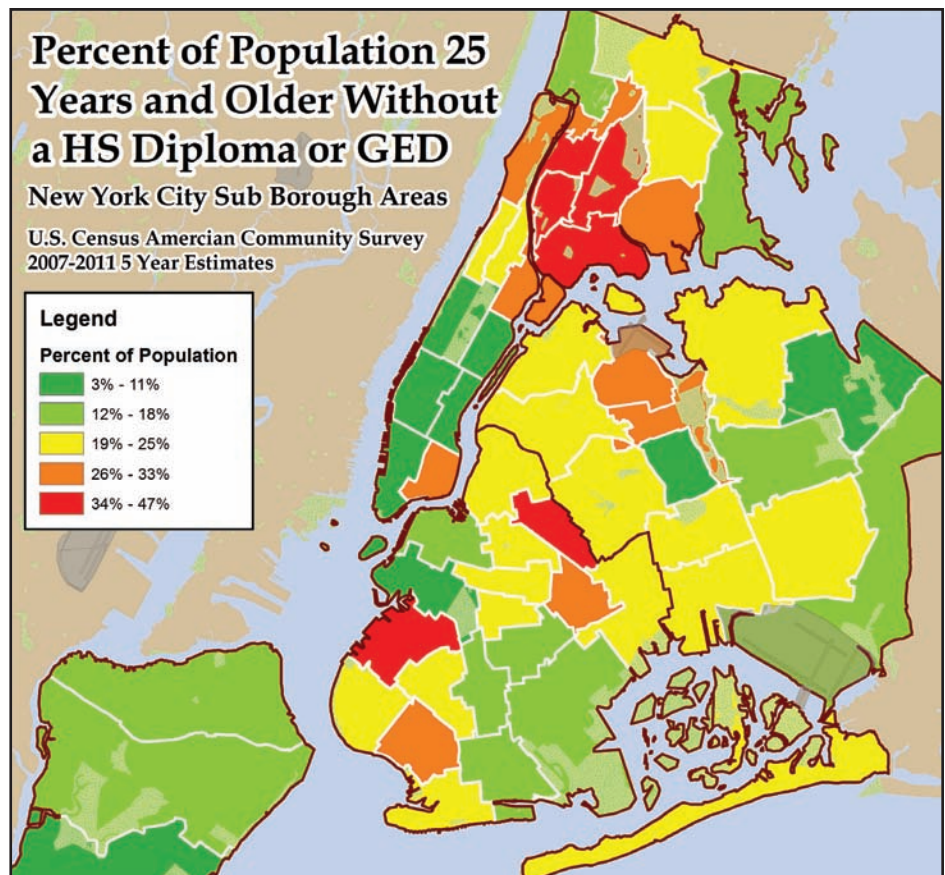 Percent of Population 25
Years and Older Without
a HS Diploma or GED
New York City Sub Borough Areas
U.S. Census Amercian Community Survey
2007-2011 5 Year Estimates
Legend
Percent of Population
3% - 11%
12% - 18%
19% - 25%
26% - 33%
34% - 47%